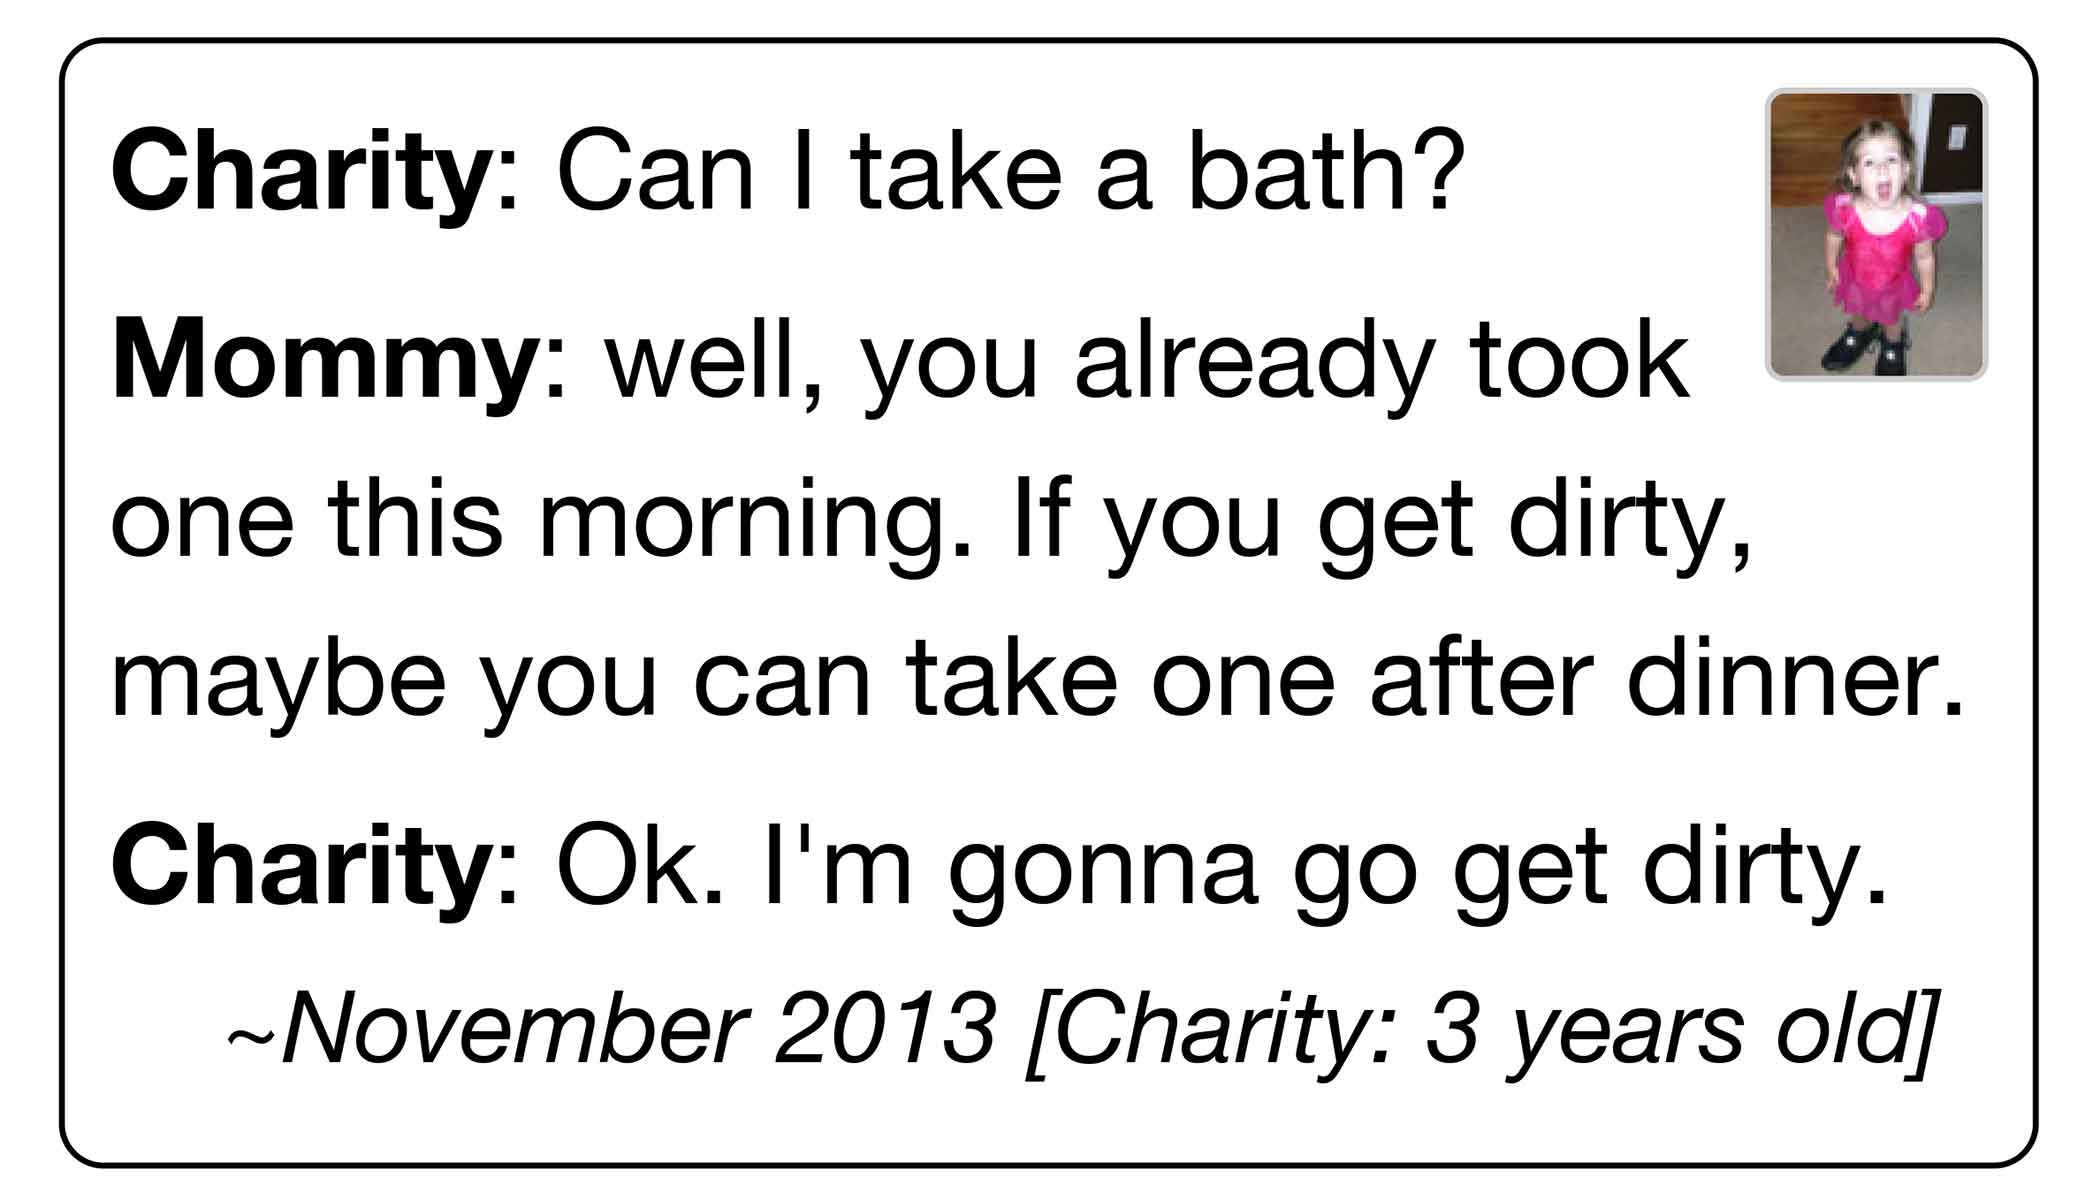 Charity: Can I take a bath?
Mommy: well, you already took
one this morning. If you get dirty,
maybe you can take one after dinner.
Charity: Ok. I'm gonna go get dirty.
~November 2013 [Charity: 3 years old]